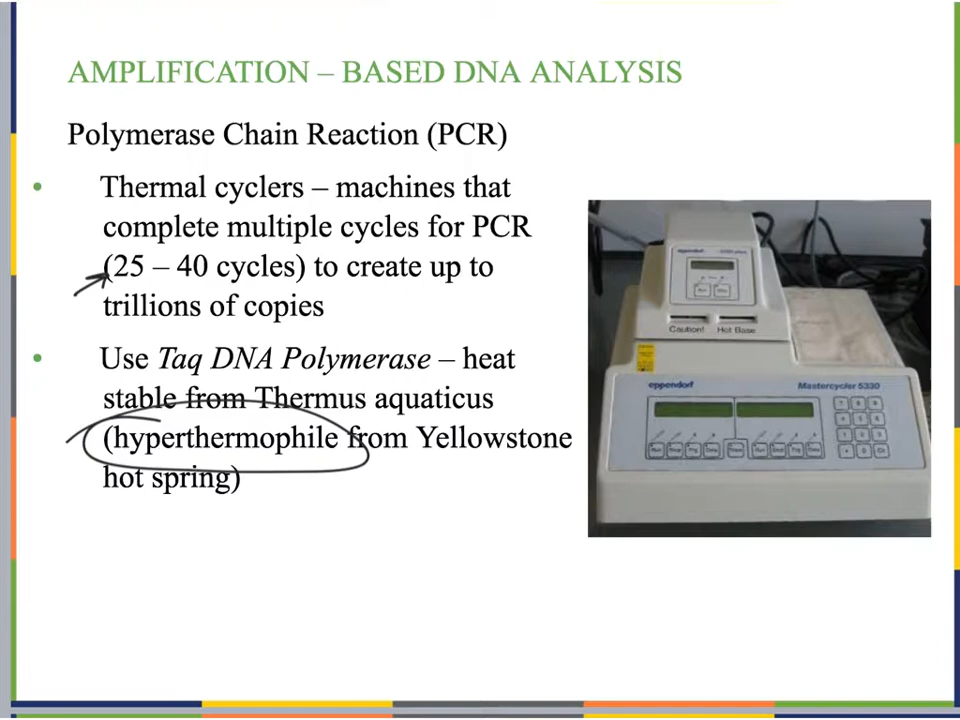 AMPLIFICATION – BASED DNA ANALYSIS
Polymerase Chain Reaction (PCR)
• Thermal cyclers – machines that
complete multiple cycles for PCR
(25 – 40 cycles) to create up to
trillions of copies
• Use Taq DNA Polymerase – heat
stable from Thermus aquaticus
(hyperthermophile from Yellowstone
hot spring)
eppendorf
Caution! Hot Base
eppendorf
Mastercycler 5330